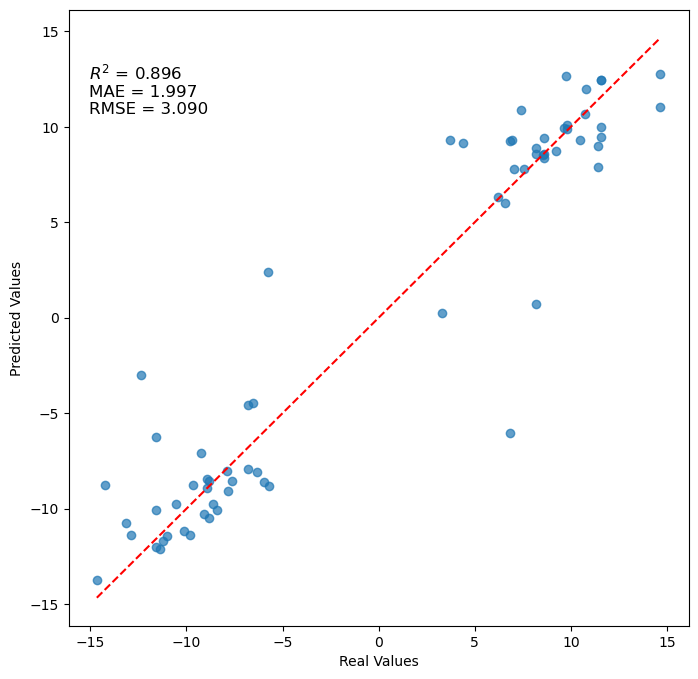 R² = 0.896
MAE = 1.997
RMSE = 3.090
15
10
5
0
−5
−10
−15
Predicted Values
−15 −10 −5 0 5 10 15
Real Values